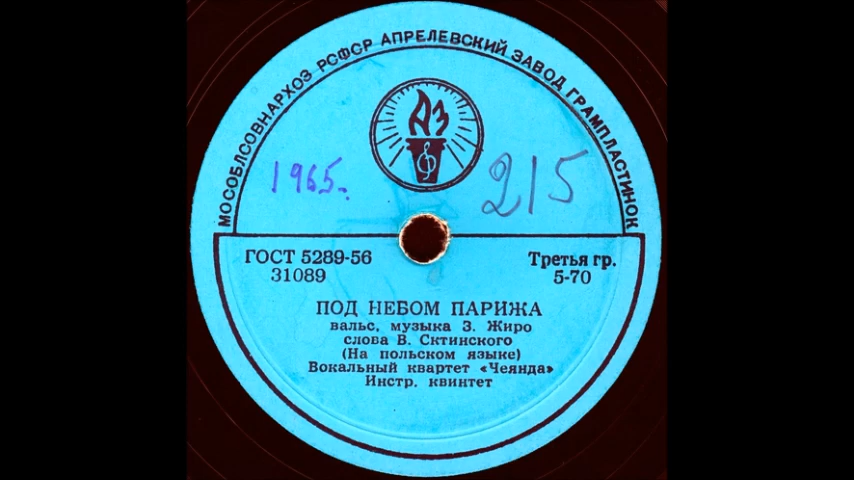 МОСОБЛСОВНАРХОЗ РСФСР АПРЕЛЕВСКИЙ ЗАВОД ГРАМПЛАСТИНОК
АЗ
1965.
215
ГОСТ 5289-56
31089
Третья гр.
5-70
ПОД НЕБОМ ПАРИЖА
вальс, музыка З. Жиро
слова В. Сктинского
(На польском языке)
Вокальный квартет «Чеянда»
Инстр. квинтет